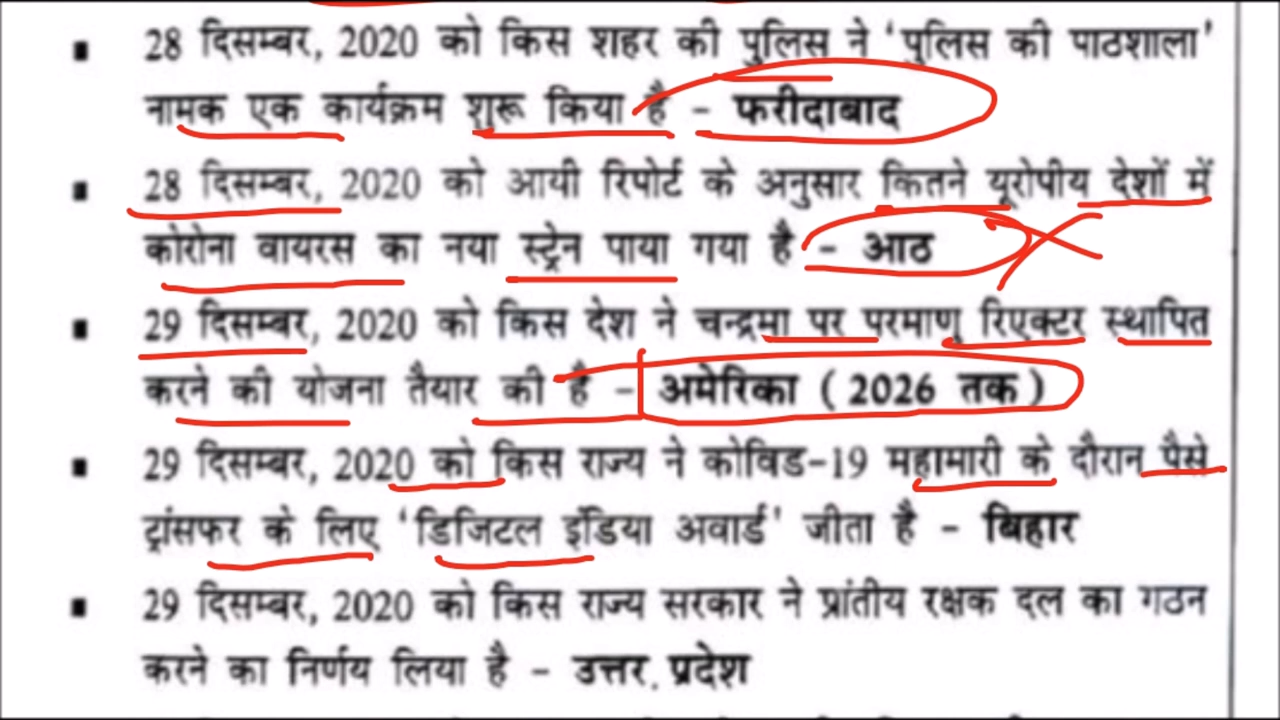 ▪ 28 दिसम्बर, 2020 को किस शहर की पुलिस ने 'पुलिस की पाठशाला'
नामक एक कार्यक्रम शुरू किया है - फरीदाबाद
▪ 28 दिसम्बर, 2020 को आयी रिपोर्ट के अनुसार कितने यूरोपीय देशों में
कोरोना वायरस का नया स्ट्रेन पाया गया है - आठ
▪ 29 दिसम्बर, 2020 को किस देश ने चन्द्रमा पर परमाणु रिएक्टर स्थापित
करने की योजना तैयार की है - अमेरिका ( 2026 तक )
▪ 29 दिसम्बर, 2020 को किस राज्य ने कोविड-19 महामारी के दौरान पैसे
ट्रांसफर के लिए 'डिजिटल इंडिया अवार्ड' जीता है - बिहार
▪ 29 दिसम्बर, 2020 को किस राज्य सरकार ने प्रांतीय रक्षक दल का गठन
करने का निर्णय लिया है - उत्तर प्रदेश